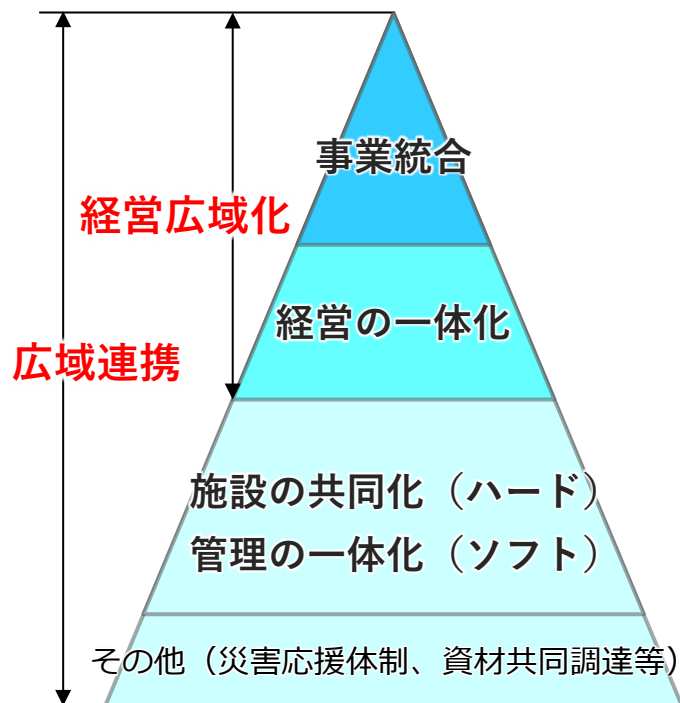 事業統合
経営広域化
経営の一体化
広域連携
施設の共同化（ハード）
管理の一体化（ソフト）
その他（災害応援体制、資材共同調達等）